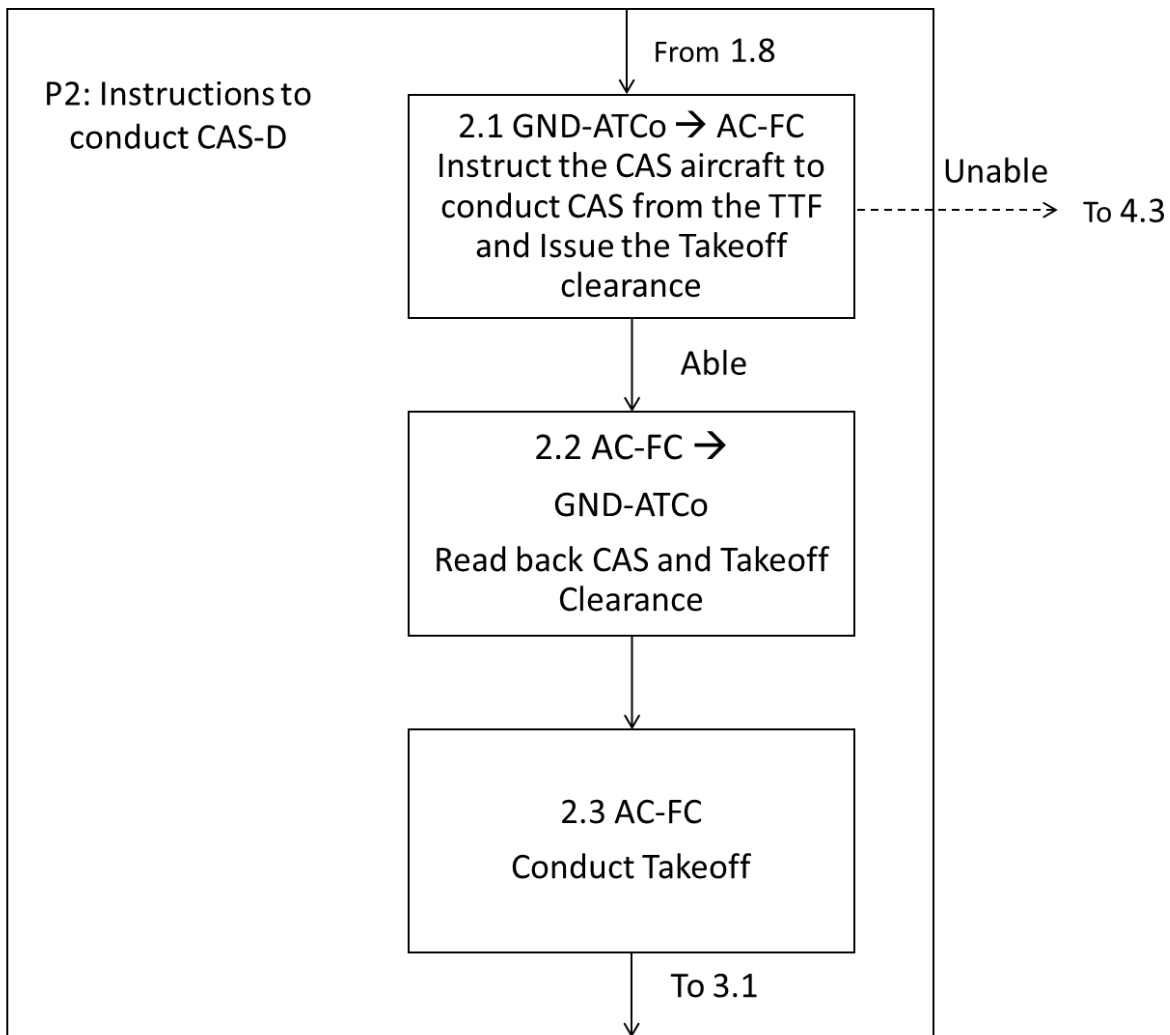 From 1.8
P2: Instructions to
conduct CAS-D
2.1 GND-ATCo → AC-FC
Instruct the CAS aircraft to
conduct CAS from the TTF
and Issue the Takeoff
clearance
Unable
To 4.3
Able
2.2 AC-FC →
GND-ATCo
Read back CAS and Takeoff
Clearance
2.3 AC-FC
Conduct Takeoff
To 3.1